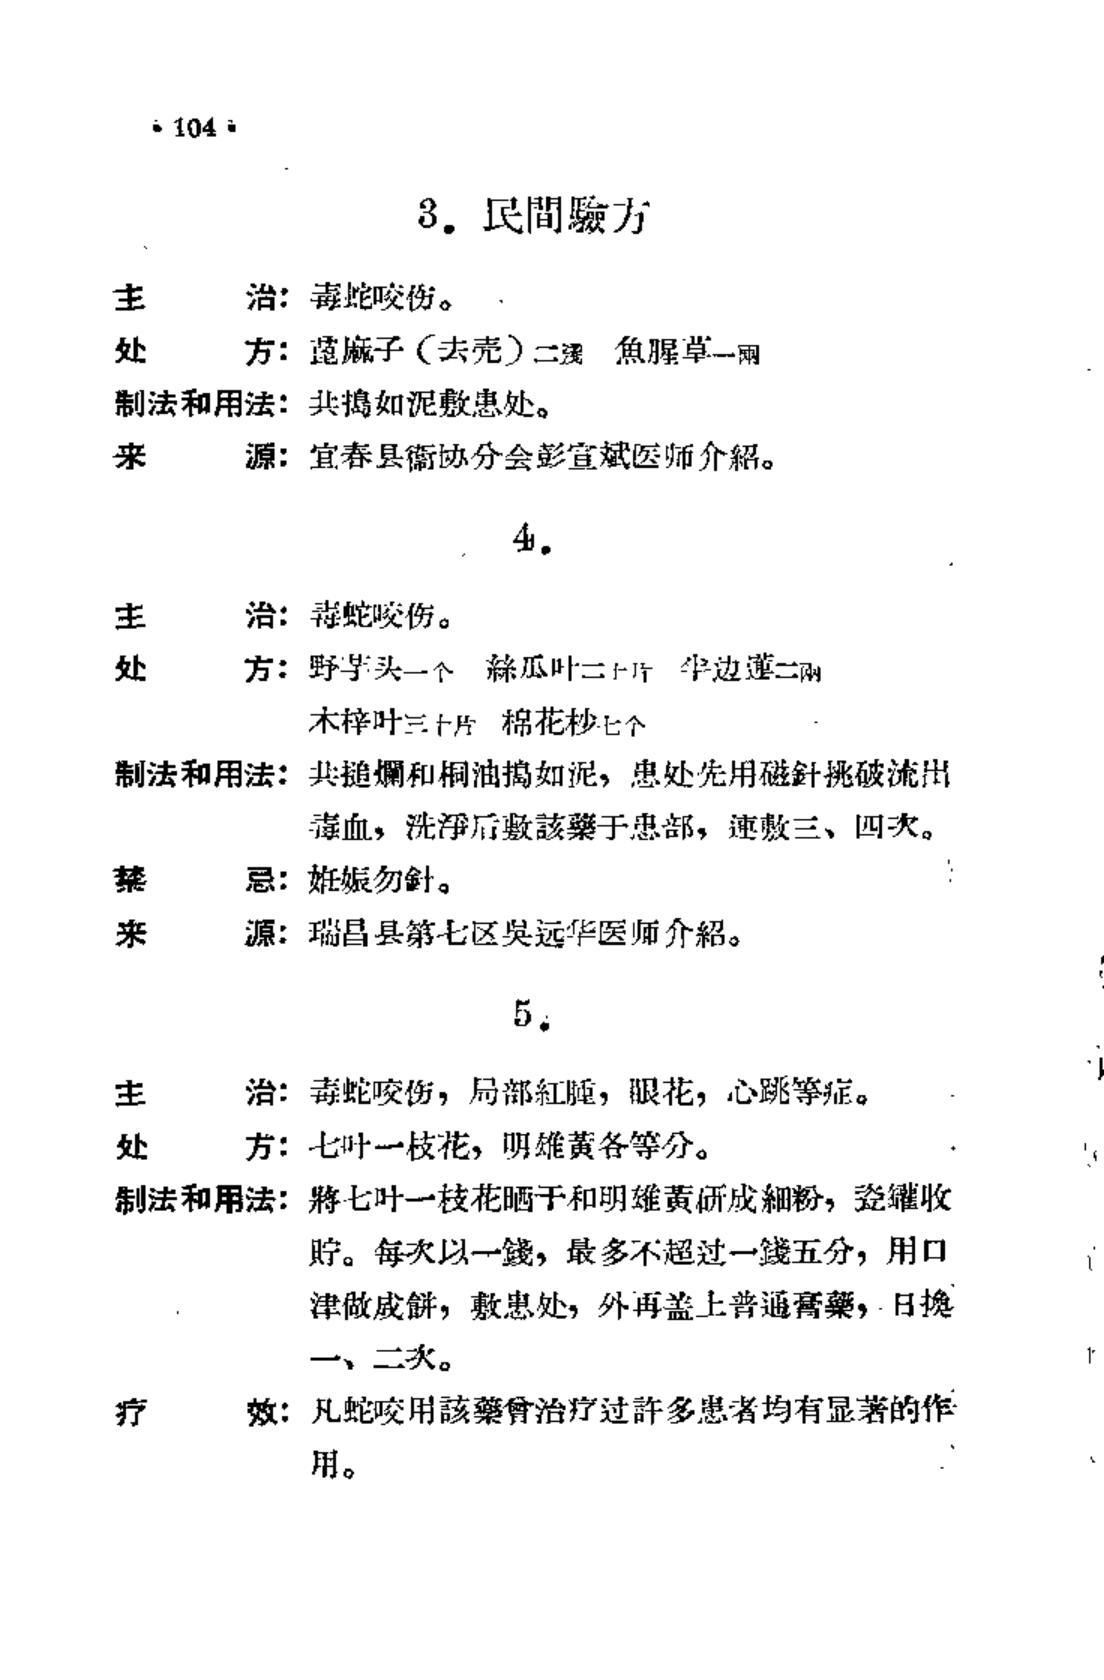 ·104·
3. 民間驗方
主 治：毒蛇咬伤。
处 方：蓖麻子（去壳）二錢 魚腥草一兩
制法和用法：共搗如泥敷患处。
来 源：宜春县衞协分会彭宣斌医师介紹。
4.
主 治：毒蛇咬伤。
处 方：野芋头一个 絲瓜叶二十片 半边蓮二兩
木梓叶三十片 棉花杪七个
制法和用法：共搥爛和桐油搗如泥，患处先用磁針挑破流出
毒血，洗淨后敷該藥于患部，連敷三、四次。
禁 忌：姙娠勿針。
来 源：瑞昌县第七区吳远华医师介紹。
5.
主 治：毒蛇咬伤，局部紅腫，眼花，心跳等症。
处 方：七叶一枝花，明雄黃各等分。
制法和用法：將七叶一枝花晒干和明雄黃研成細粉，瓷罐收
貯。每次以一錢，最多不超过一錢五分，用口
津做成餅，敷患处，外再盖上普通膏藥，日换
一、二次。
疗 效：凡蛇咬用該藥曾治疗过許多患者均有显著的作
用。